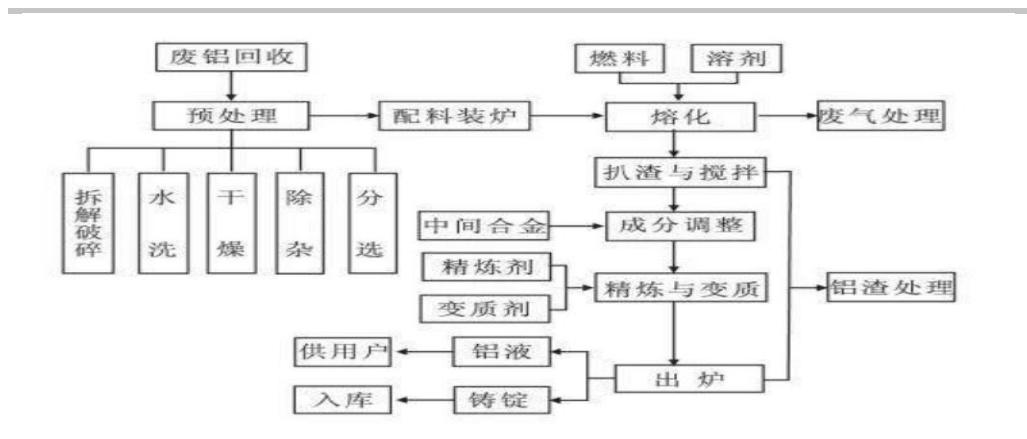 废铝回收
燃料
溶剂
预处理
配料装炉
熔化
废气处理
扒渣与搅拌
拆解破碎
水洗
干燥
除杂
分选
中间合金
成分调整
精炼剂
精炼与变质
铝渣处理
变质剂
供用户
铝液
出炉
入库
铸锭